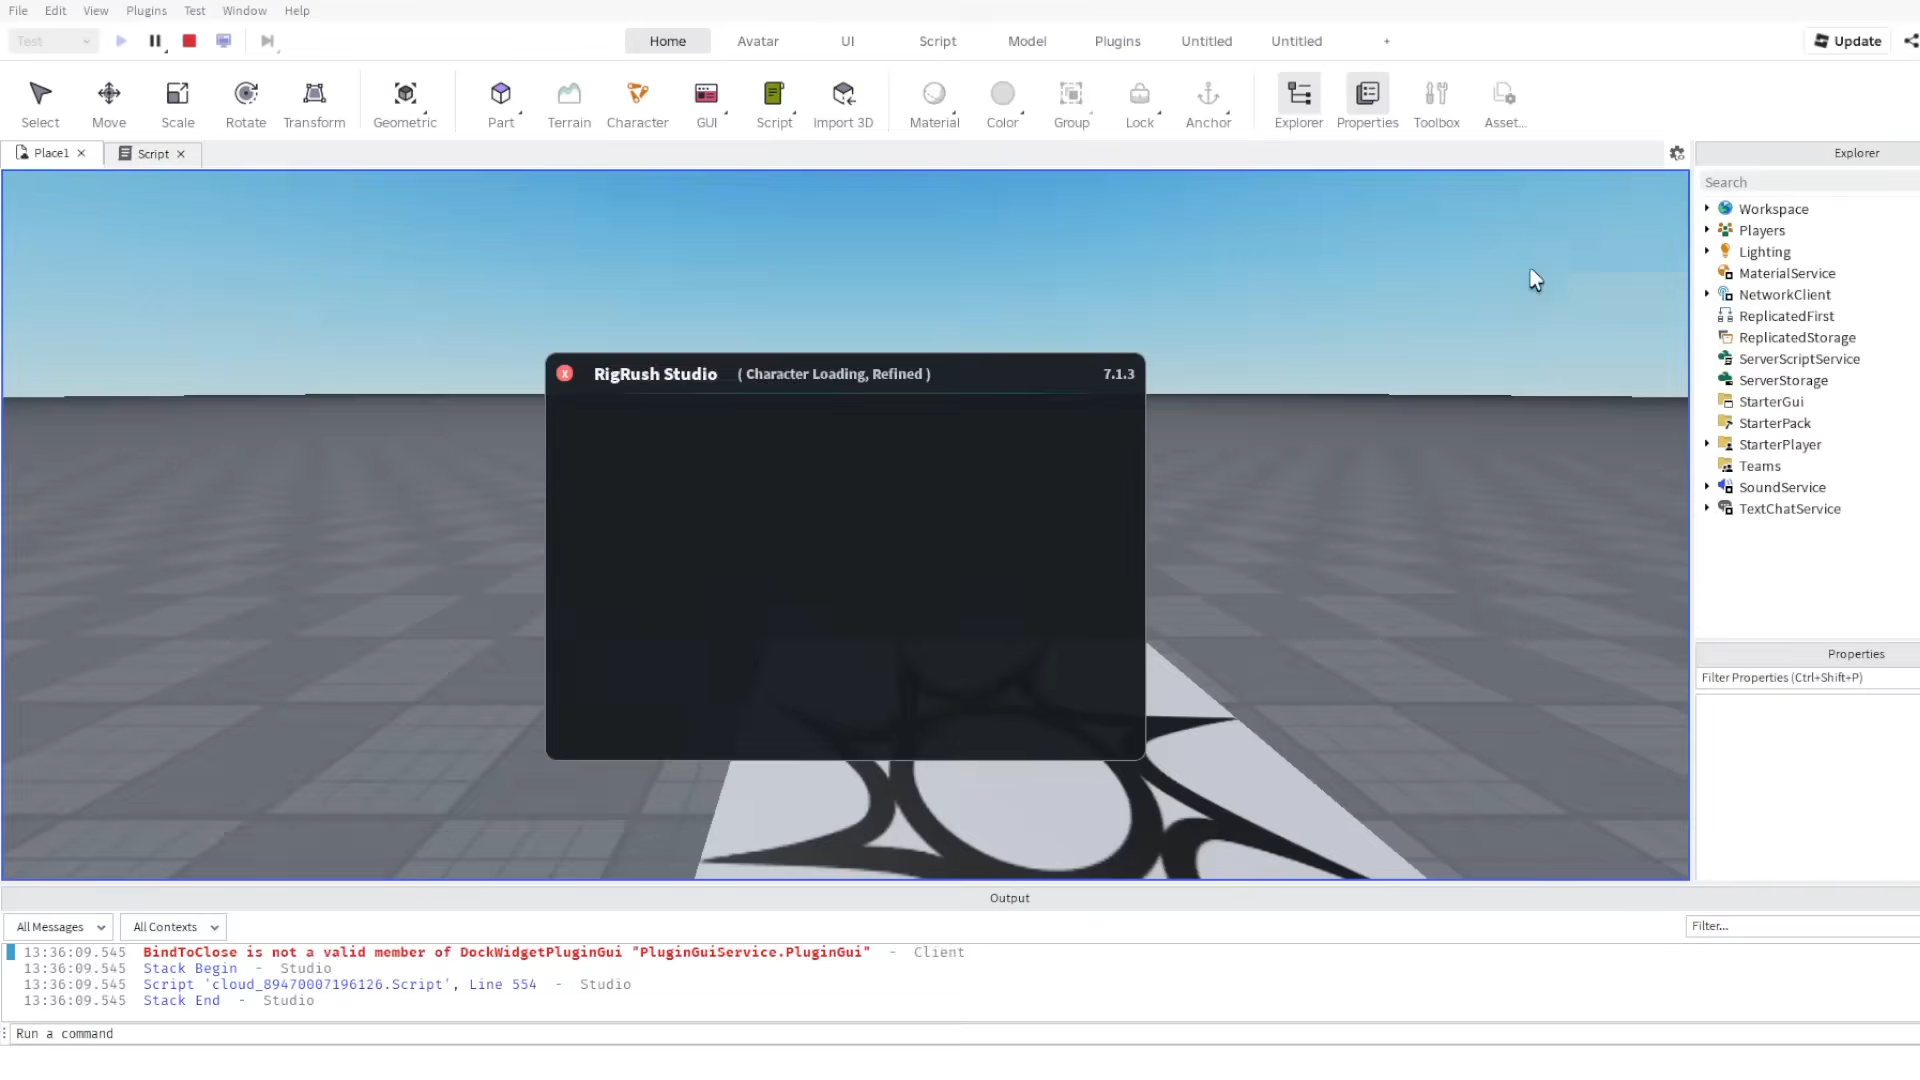 File Edit View Plugins Test Window Help
Test Home Avatar UI Script Model Plugins Untitled Untitled + Update
Select Move Scale Rotate Transform Geometric Part Terrain Character GUI Script Import 3D Material Color Group Lock Anchor Explorer Properties Toolbox Asset...
Place1 × Script ×
Explorer
Search
Workspace
Players
Lighting
MaterialService
NetworkClient
ReplicatedFirst
ReplicatedStorage
ServerScriptService
ServerStorage
StarterGui
StarterPack
StarterPlayer
Teams
SoundService
TextChatService
x RigRush Studio ( Character Loading, Refined ) 7.1.3
Properties
Filter Properties (Ctrl+Shift+P)
Output
All Messages All Contexts Filter...
13:36:09.545 BindToClose is not a valid member of DockWidgetPluginGui "PluginGuiService.PluginGui" - Client
13:36:09.545 Stack Begin - Studio
13:36:09.545 Script 'cloud_89470007196126.Script', Line 554 - Studio
13:36:09.545 Stack End - Studio
Run a command